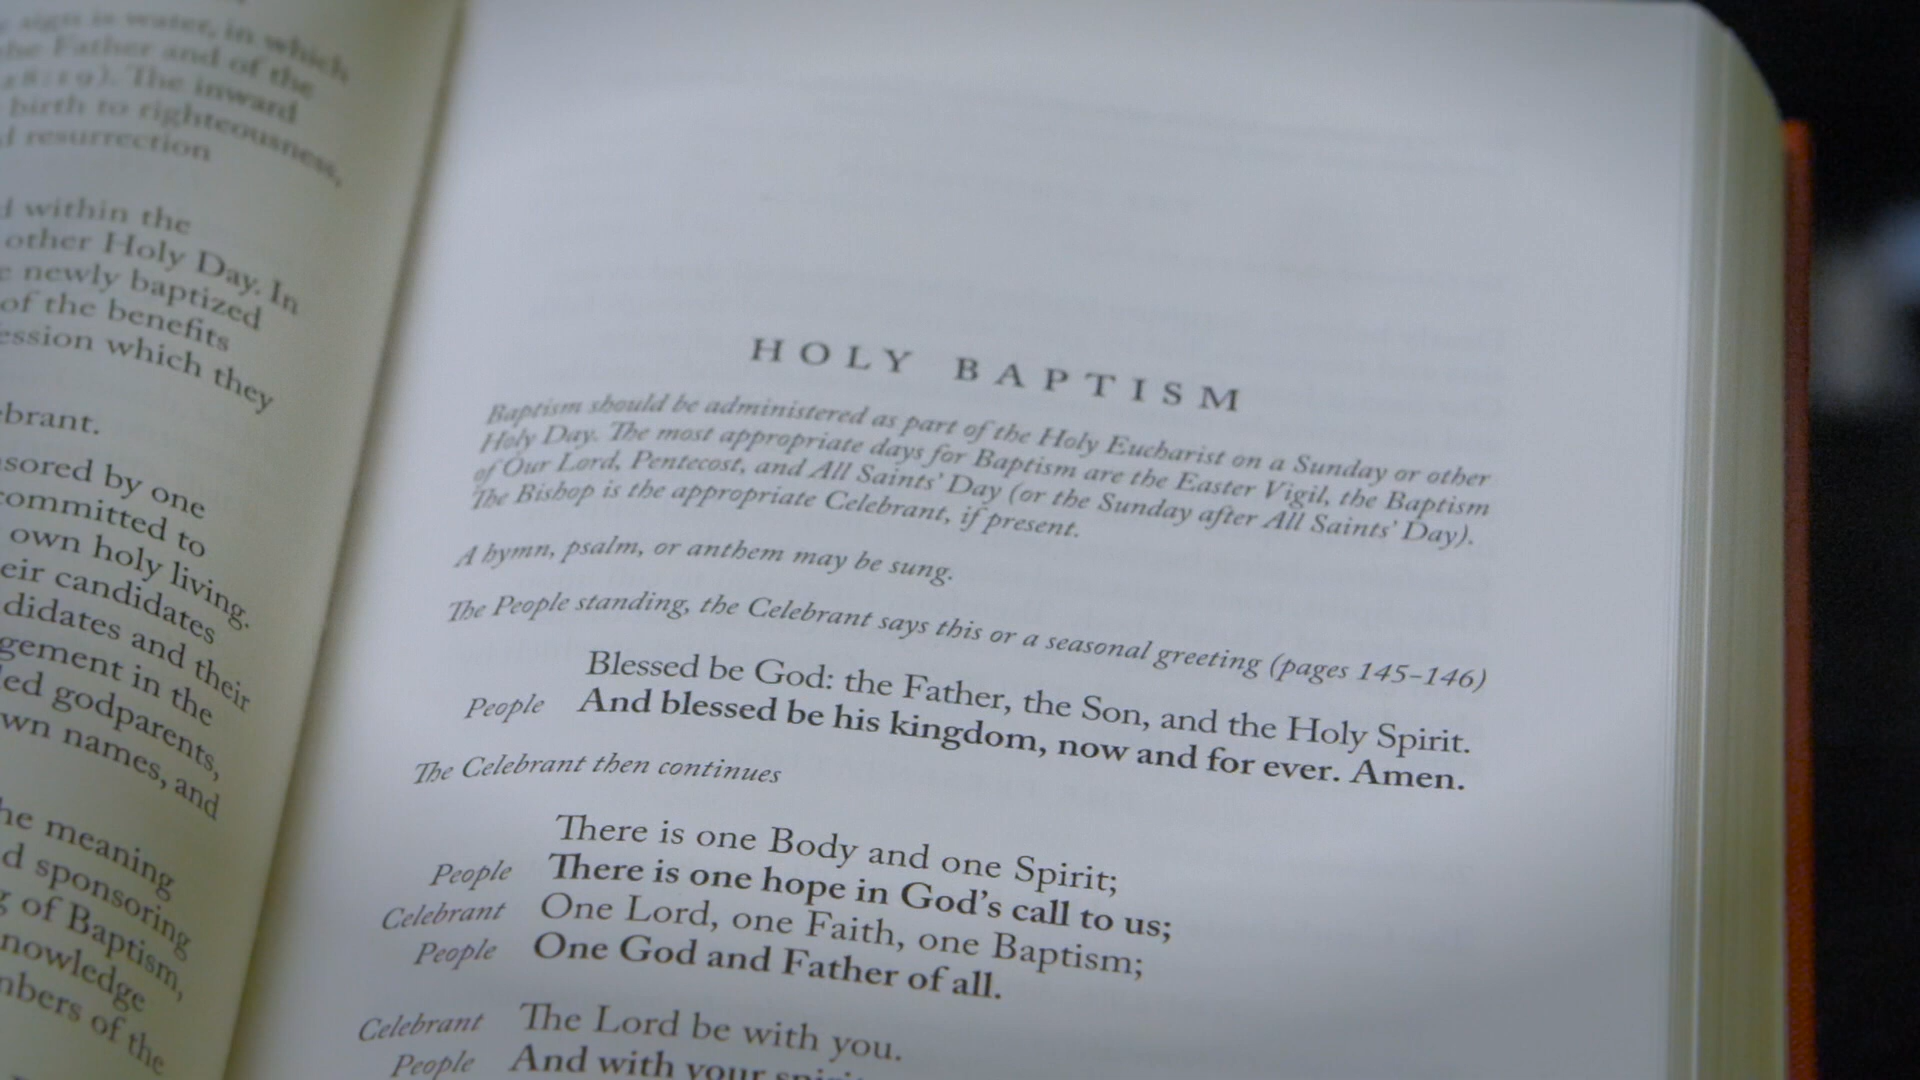 sign is water, in which
the Father and of the
28:19). The inward
birth to righteousness,
resurrection
within the
other Holy Day. In
newly baptized
of the benefits
which they
sored by one
committed to
own holy living.
eir candidates
didates and their
gement in the
godparents,
wn names, and
he meaning
d sponsoring
of Baptism,
nowledge
mbers of the
HOLY BAPTISM
Baptism should be administered as part of the Holy Eucharist on a Sunday or other
Holy Day. The most appropriate days for Baptism are the Easter Vigil, the Baptism
of Our Lord, Pentecost, and All Saints' Day (or the Sunday after All Saints' Day).
The Bishop is the appropriate Celebrant, if present.
A hymn, psalm, or anthem may be sung.
The People standing, the Celebrant says this or a seasonal greeting (pages 145–146)
Blessed be God: the Father, the Son, and the Holy Spirit.
People And blessed be his kingdom, now and for ever. Amen.
The Celebrant then continues
There is one Body and one Spirit;
People There is one hope in God's call to us;
Celebrant One Lord, one Faith, one Baptism;
People One God and Father of all.
Celebrant The Lord be with you.
People And with your